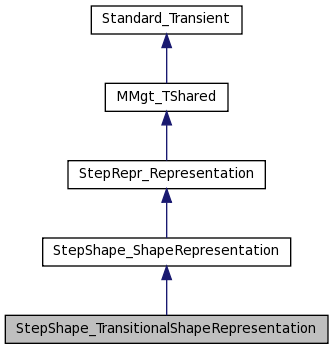 Standard_Transient
MMgt_TShared
StepRepr_Representation
StepShape_ShapeRepresentation
StepShape_TransitionalShapeRepresentation